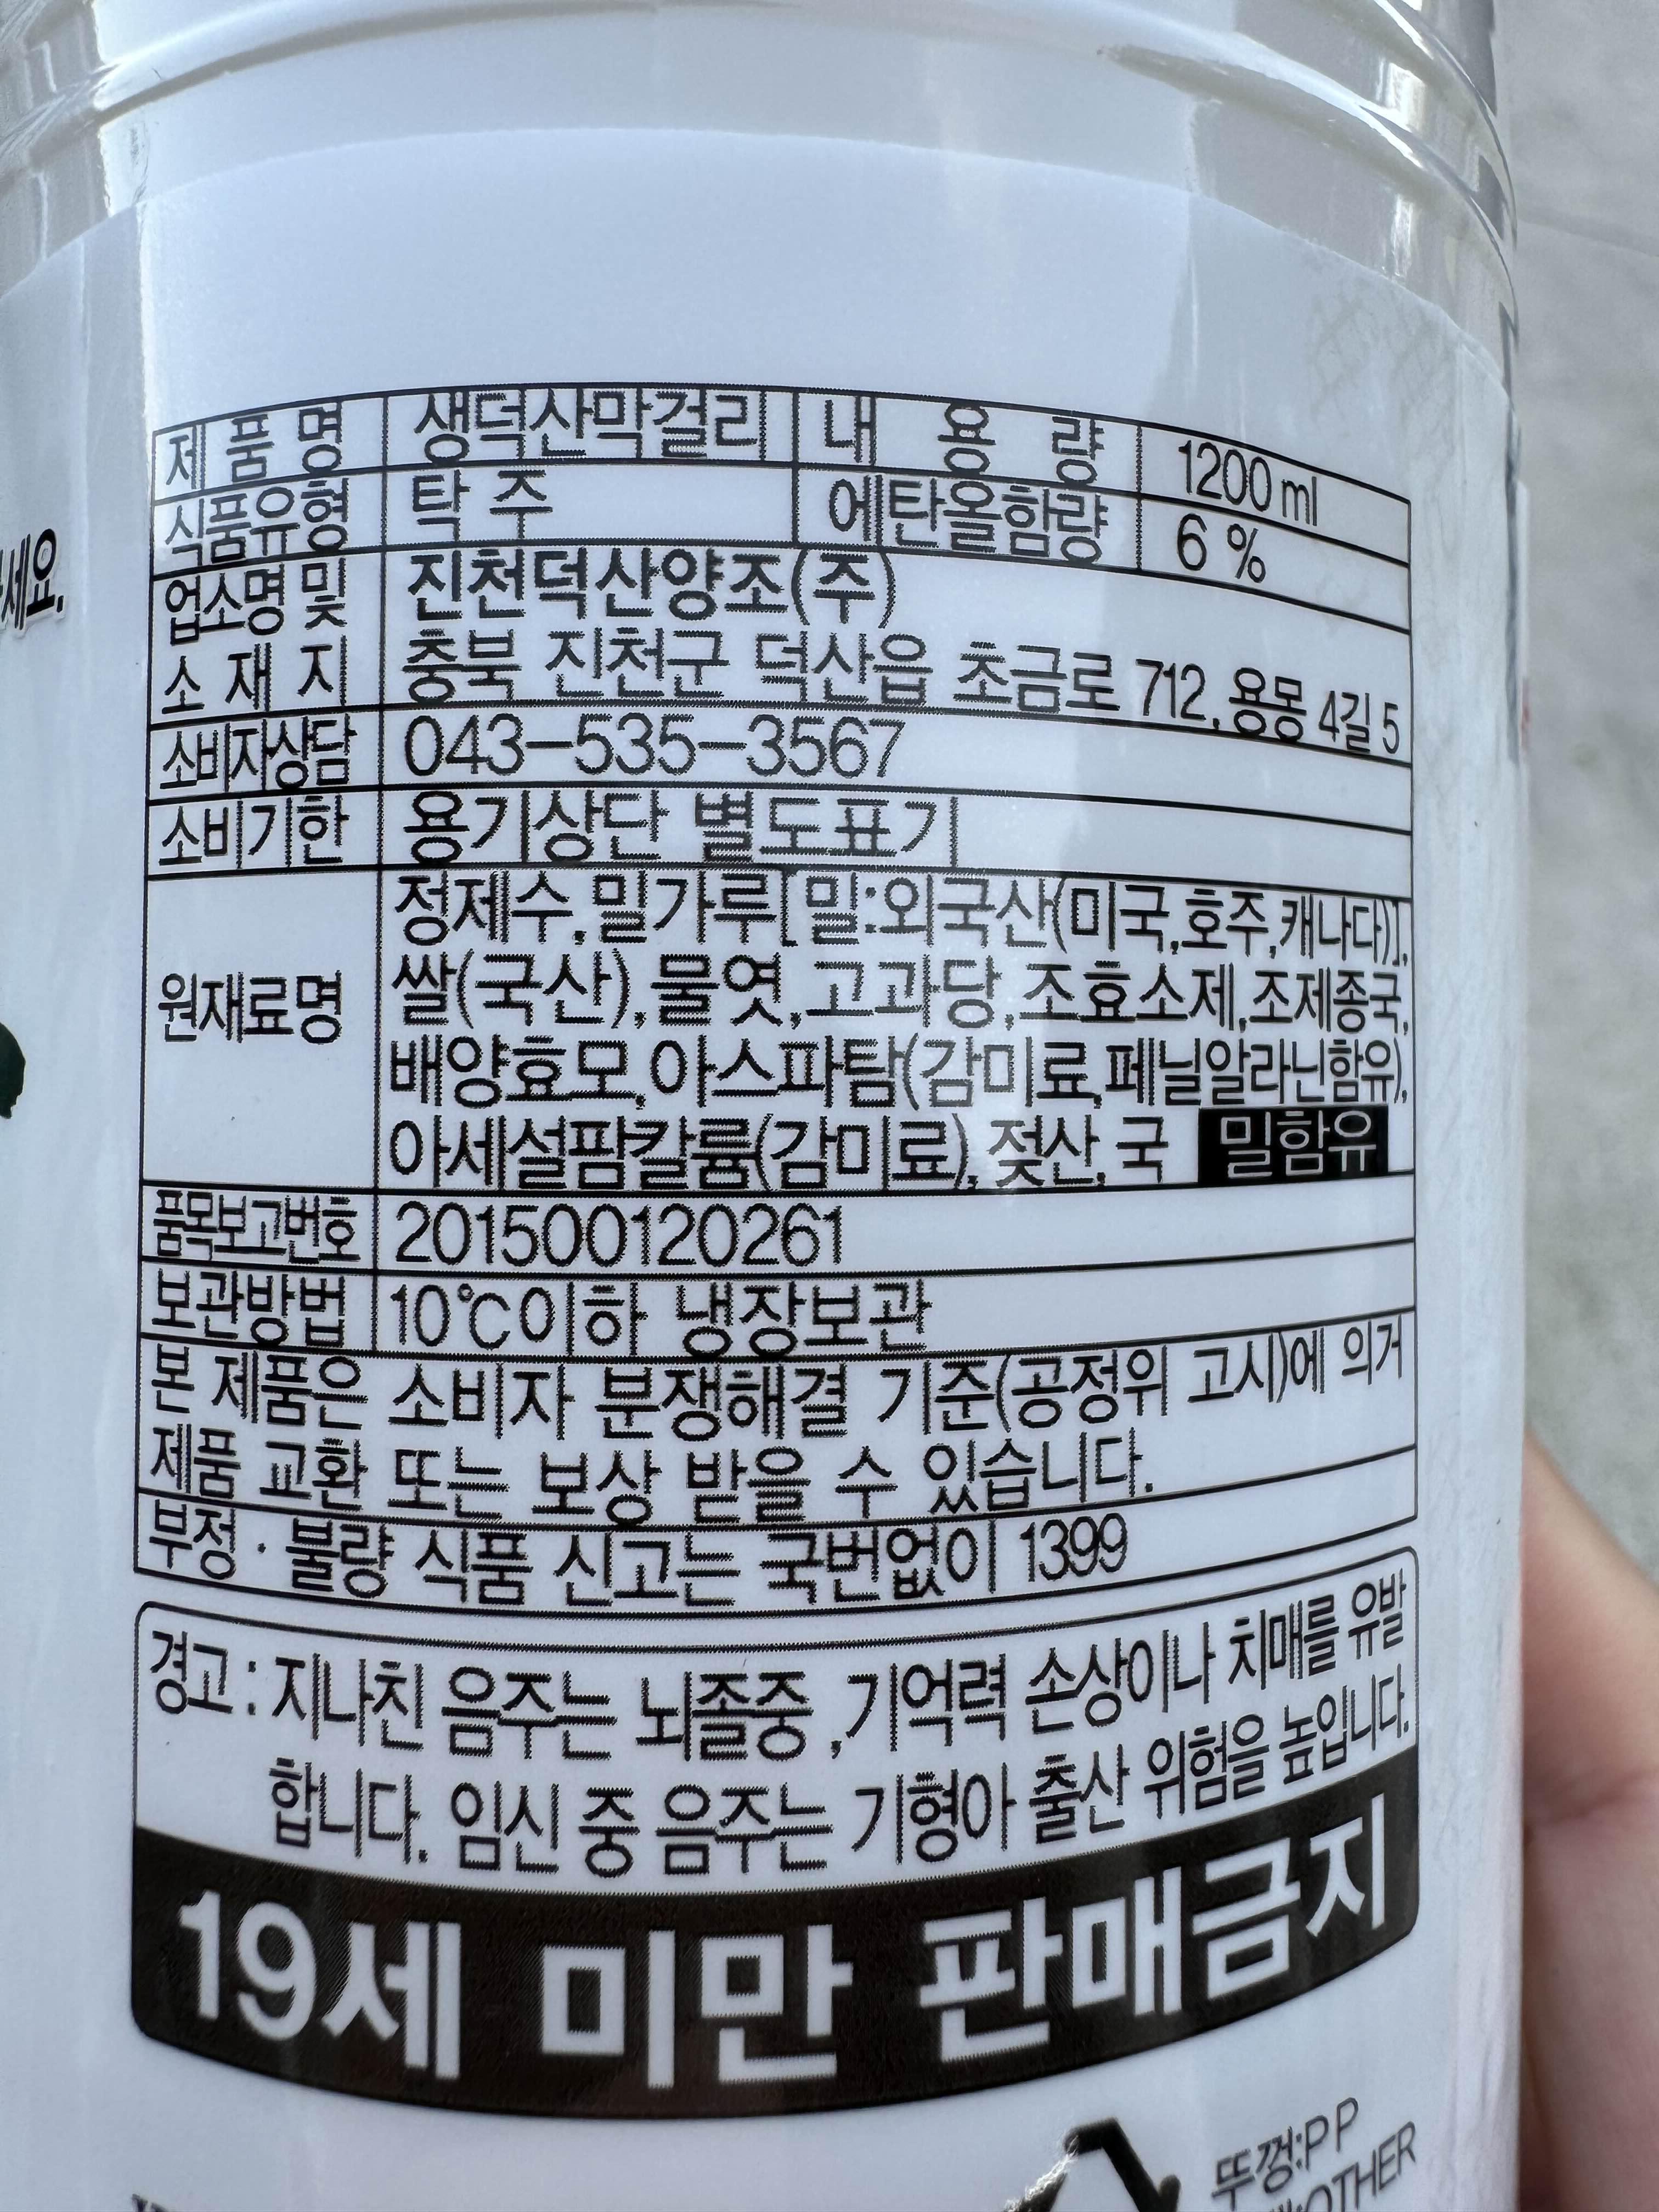 세요.
제 품 명 생덕산막걸리 내 용 량 1200ml
식품유형 탁 주 에탄올함량 6 %
업소명 및 소 재 지 진천덕산양조(주)
충북 진천군 덕산읍 초금로 712, 용몽 4길 5
소비자상담 043-535-3567
소비기한 용기상단 별도표기
원재료명 정제수, 밀가루[밀:외국산(미국,호주,캐나다)],
쌀(국산), 물엿, 고과당, 조효소제, 조제종국,
배양효모, 아스파탐(감미료,페닐알라닌함유),
아세설팜칼륨(감미료), 젖산, 국 밀함유
품목보고번호 201500120261
보관방법 10℃이하 냉장보관
본 제품은 소비자 분쟁해결 기준(공정위 고시)에 의거
제품 교환 또는 보상 받을 수 있습니다.
부정·불량 식품 신고는 국번없이 1399
경고 : 지나친 음주는 뇌졸중 ,기억력 손상이나 치매를 유발
합니다. 임신 중 음주는 기형아 출산 위험을 높입니다.
19세 미만 판매금지
뚜껑:PP
:OTHER